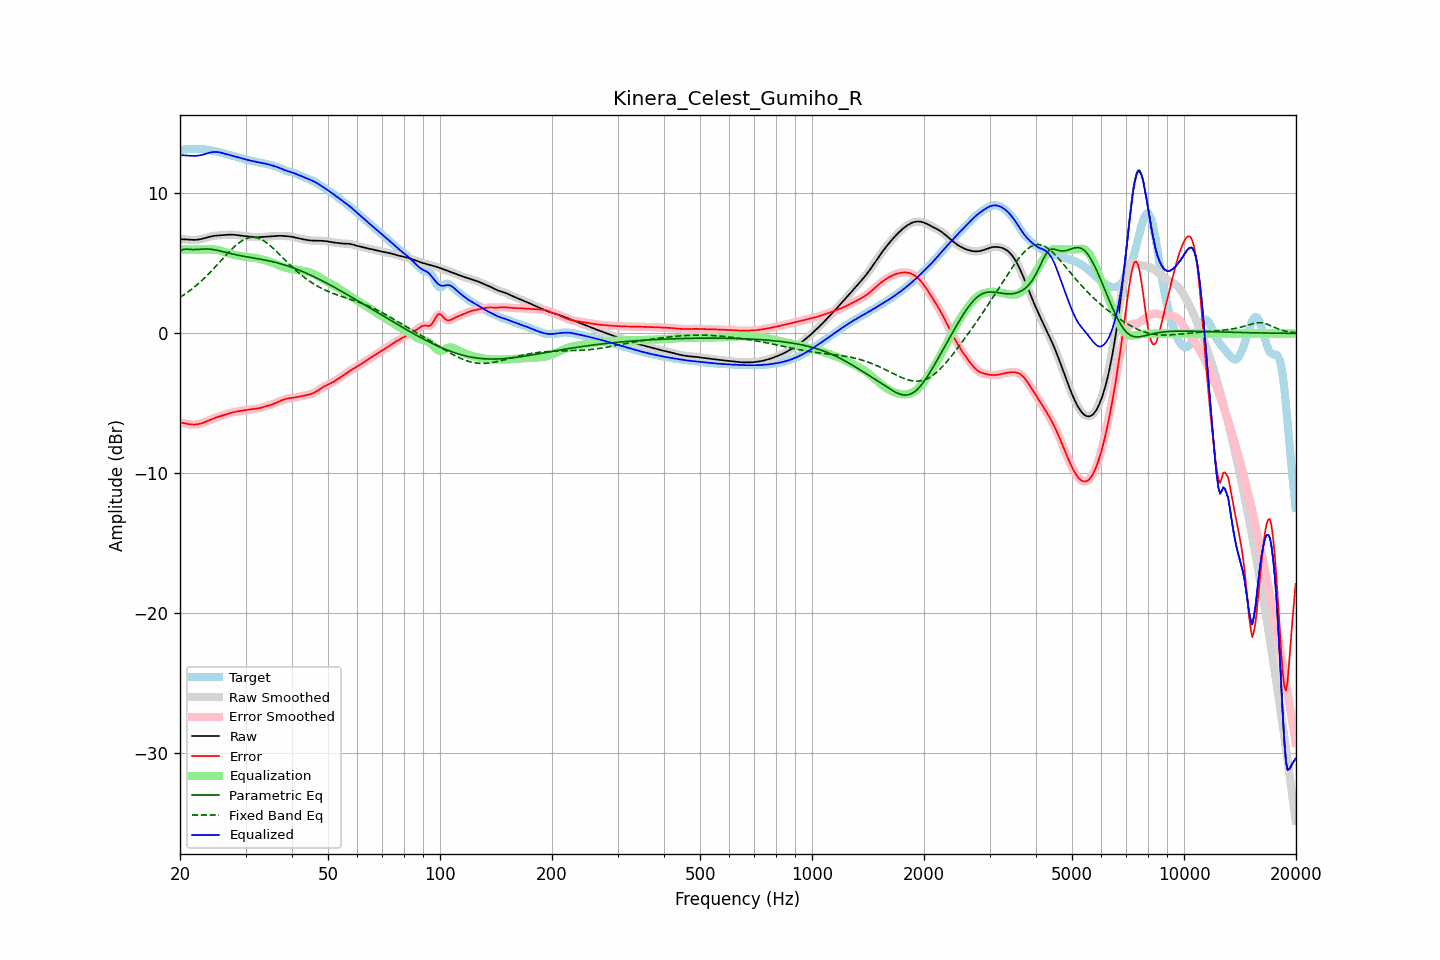 Kinera_Celest_Gumiho_R
Amplitude (dBr)
10
0
−10
−20
−30
Target
Raw Smoothed
Error Smoothed
Raw
Error
Equalization
Parametric Eq
Fixed Band Eq
Equalized
20 50 100 200 500 1000 2000 5000 10000 20000
Frequency (Hz)